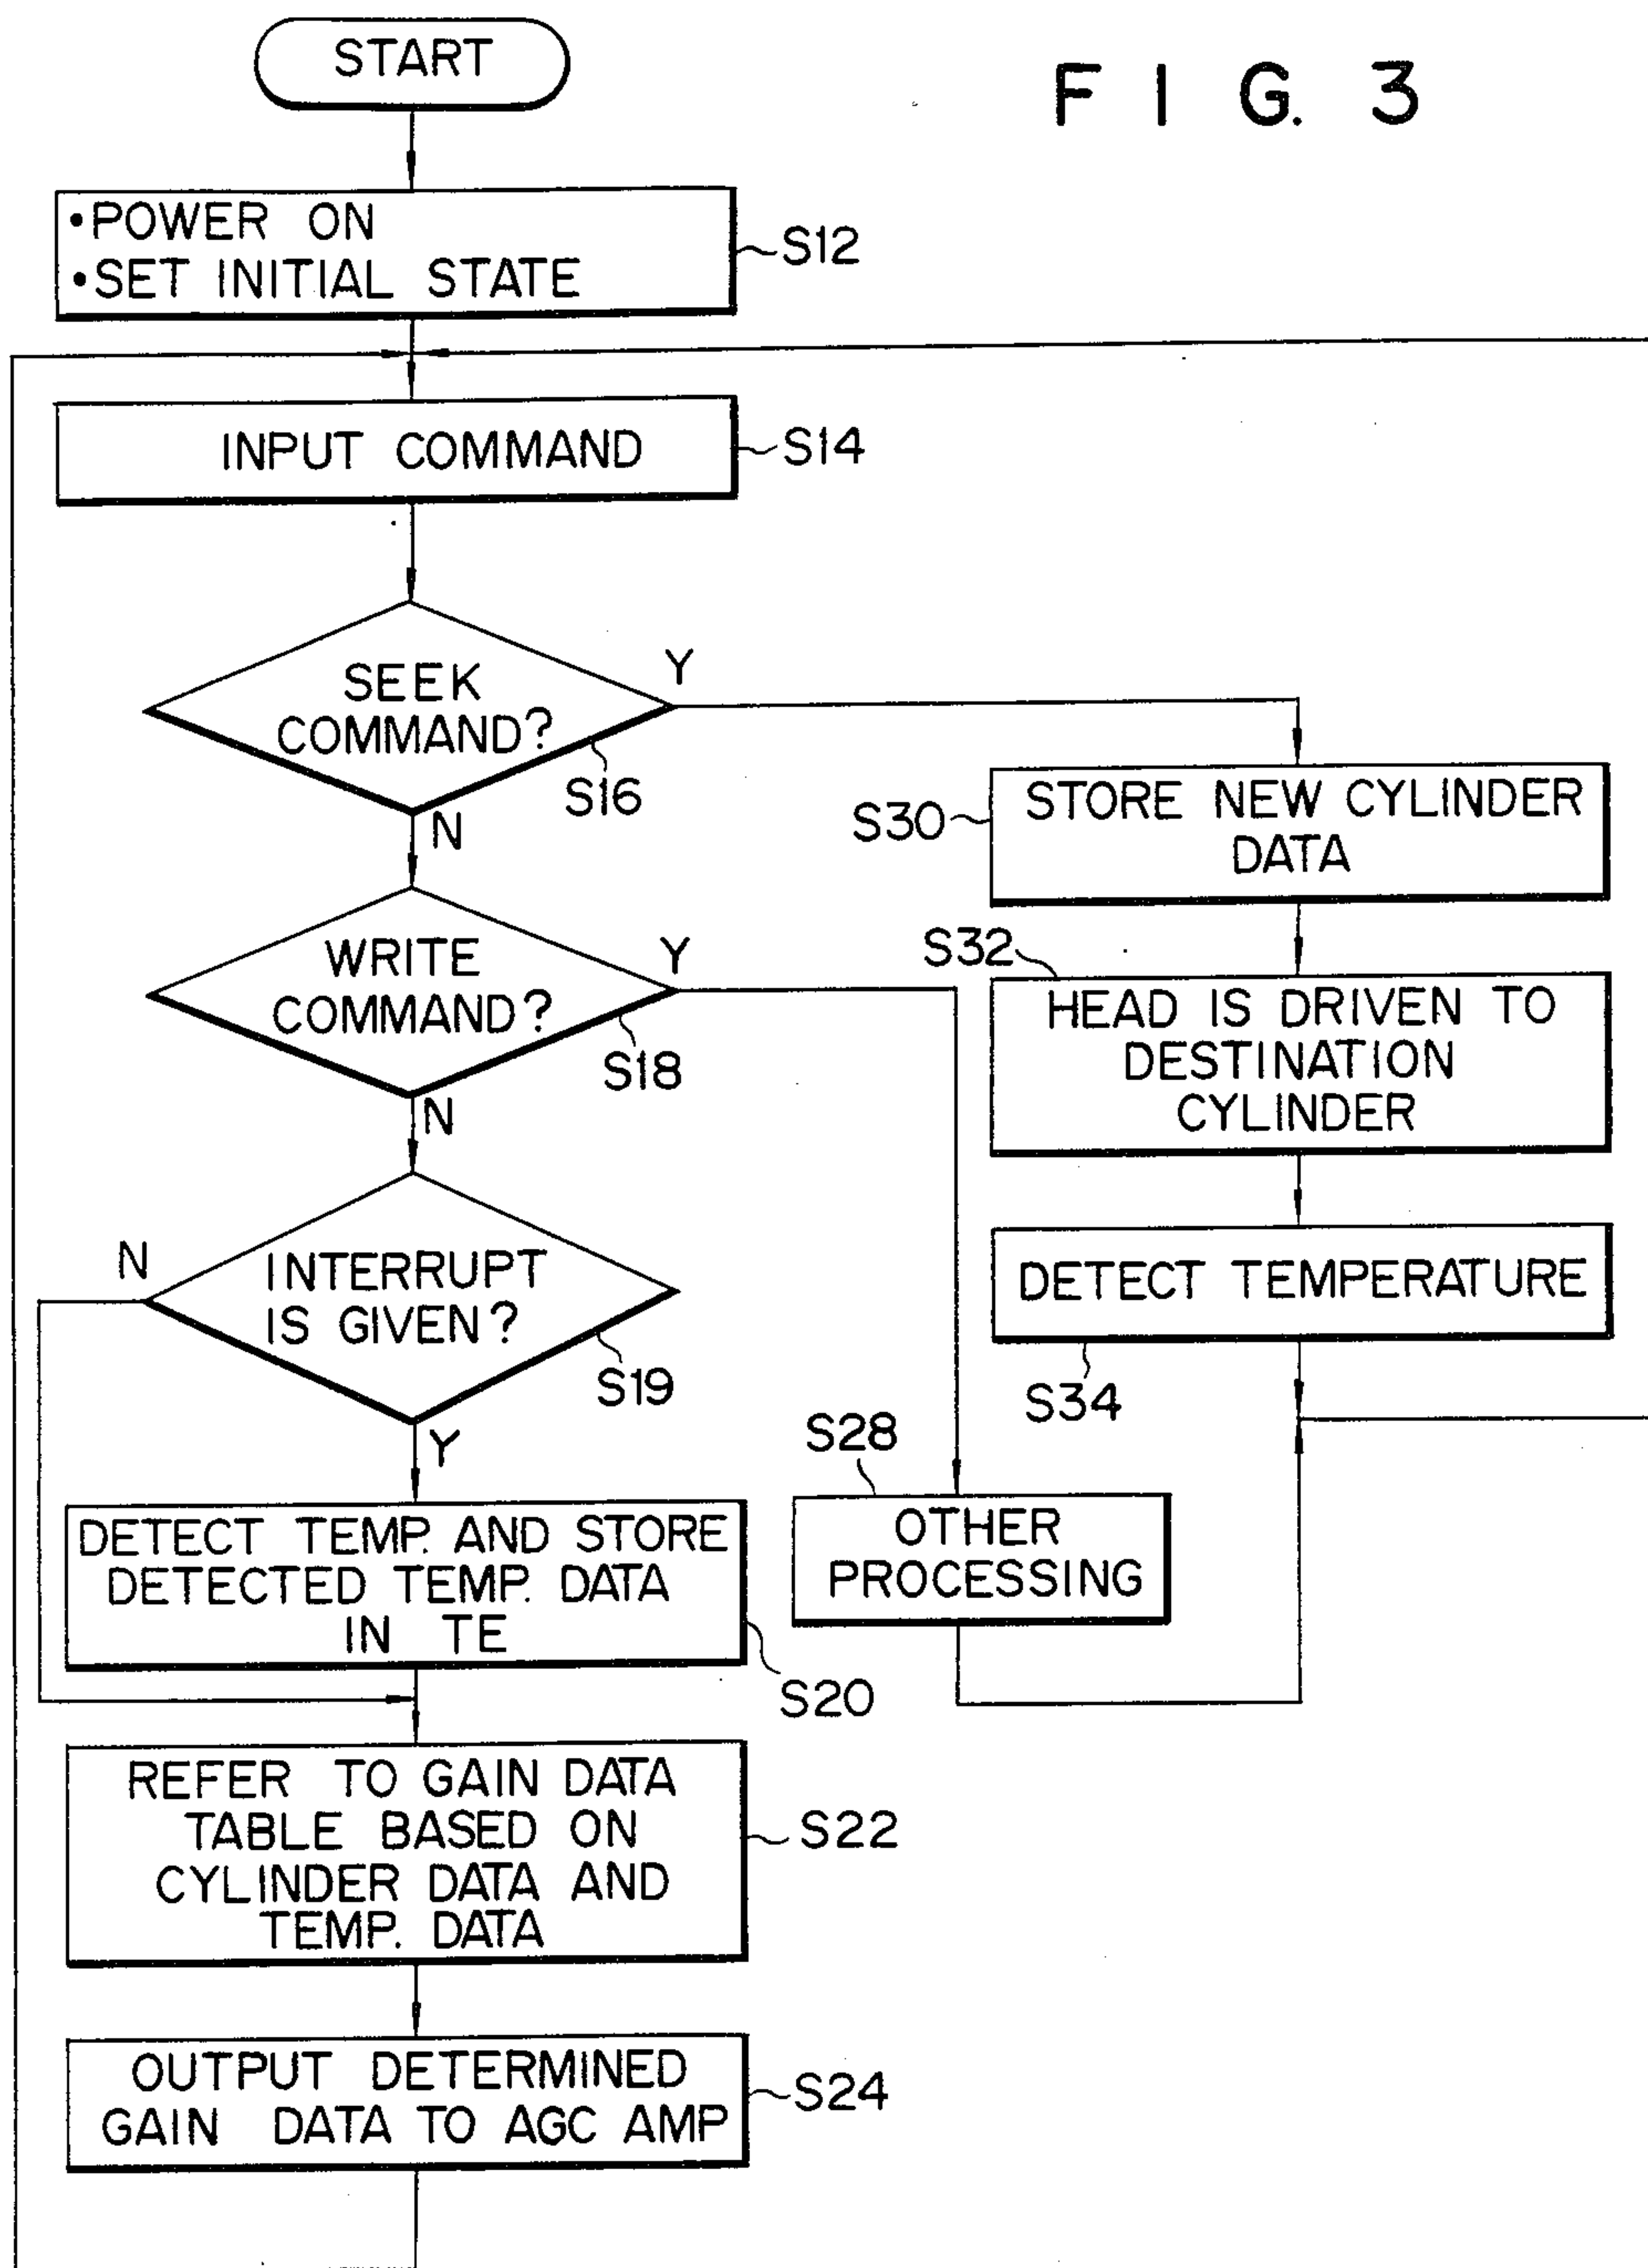 START
F I G. 3
•POWER ON
•SET INITIAL STATE
S12
INPUT COMMAND
S14
SEEK
COMMAND?
Y
S16
N
STORE NEW CYLINDER
DATA
S30
WRITE
COMMAND?
Y
S18
N
S32
HEAD IS DRIVEN TO
DESTINATION
CYLINDER
N
INTERRUPT
IS GIVEN?
S19
Y
DETECT TEMPERATURE
S34
S28
OTHER
PROCESSING
DETECT TEMP. AND STORE
DETECTED TEMP. DATA
IN TE
S20
REFER TO GAIN DATA
TABLE BASED ON
CYLINDER DATA AND
TEMP. DATA
S22
OUTPUT DETERMINED
GAIN DATA TO AGC AMP
S24